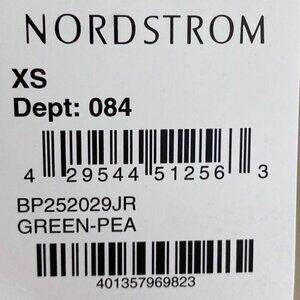 NORDSTROM
XS
Dept: 084
4 29544 51256 3
BP252029JR
GREEN-PEA
401357969823